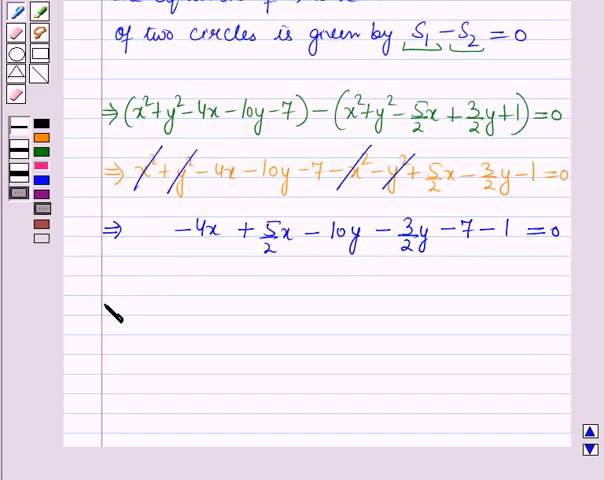 of two circles is given by S₁ - S₂ = 0
⇒ (x² + y² - 4x - 10y - 7) - (x² + y² - 5/2 x + 3/2 y + 1) = 0
⇒ x² + y² - 4x - 10y - 7 - x² - y² + 5/2 x - 3/2 y - 1 = 0
⇒ -4x + 5/2 x - 10y - 3/2 y - 7 - 1 = 0